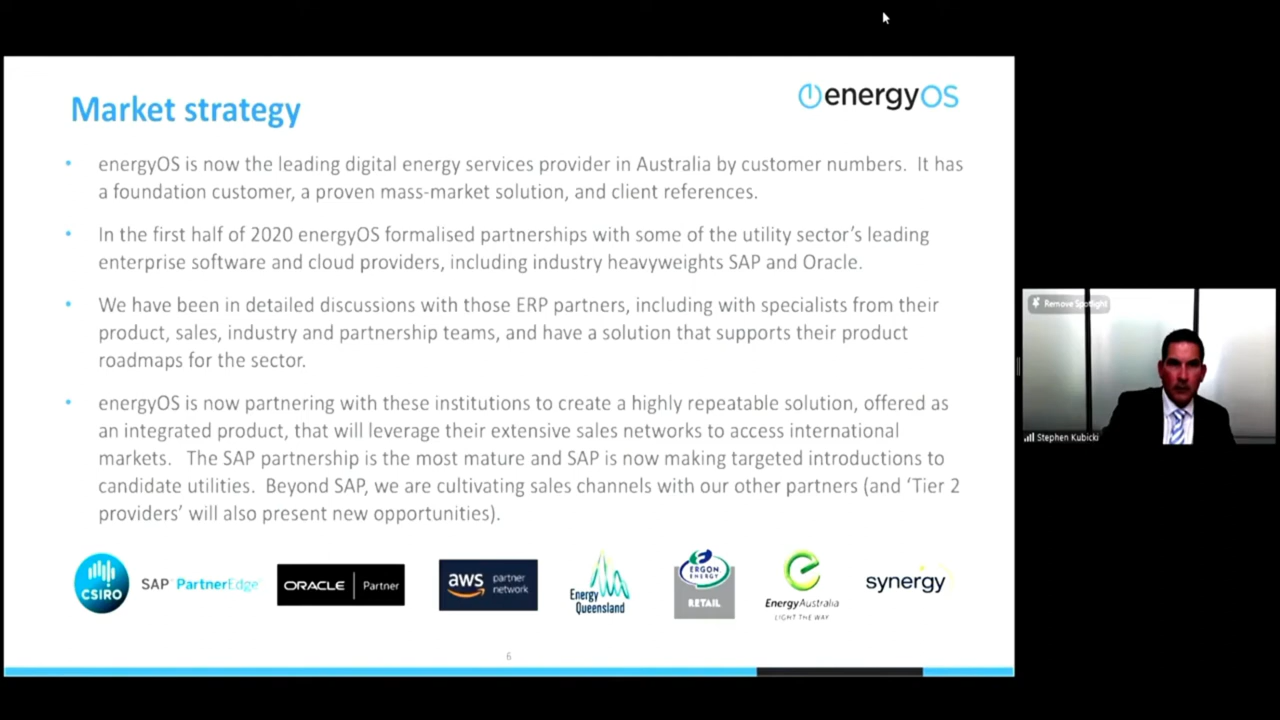 Market strategy
energyOS
• energyOS is now the leading digital energy services provider in Australia by customer numbers. It has
a foundation customer, a proven mass-market solution, and client references.
• In the first half of 2020 energyOS formalised partnerships with some of the utility sector's leading
enterprise software and cloud providers, including industry heavyweights SAP and Oracle.
• We have been in detailed discussions with those ERP partners, including with specialists from their
product, sales, industry and partnership teams, and have a solution that supports their product
roadmaps for the sector.
• energyOS is now partnering with these institutions to create a highly repeatable solution, offered as
an integrated product, that will leverage their extensive sales networks to access international
markets. The SAP partnership is the most mature and SAP is now making targeted introductions to
candidate utilities. Beyond SAP, we are cultivating sales channels with our other partners (and 'Tier 2
providers' will also present new opportunities).
Remove Spotlight
Stephen Kubicki
CSIRO
SAP PartnerEdge
ORACLE | Partner
aws partner
network
Energy
Queensland
ERGON
ENERGY
RETAIL
EnergyAustralia
LIGHT THE WAY
synergy
6